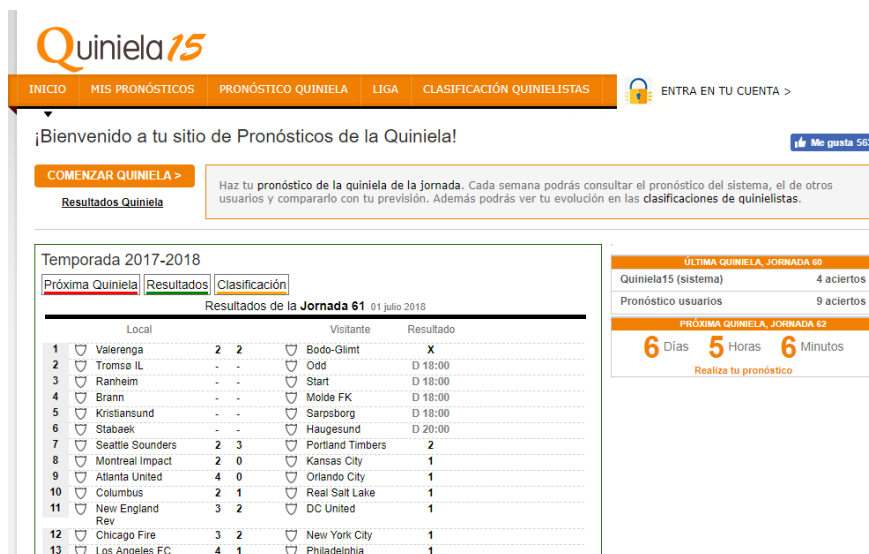 Quiniela 15
INICIO MIS PRONÓSTICOS PRONÓSTICO QUINIELA LIGA CLASIFICACIÓN QUINIELISTAS ENTRA EN TU CUENTA >
¡Bienvenido a tu sitio de Pronósticos de la Quiniela!
Me gusta 56
COMENZAR QUINIELA >
Resultados Quiniela
Haz tu pronóstico de la quiniela de la jornada. Cada semana podrás consultar el pronóstico del sistema, el de otros
usuarios y compararlo con tu previsión. Además podrás ver tu evolución en las clasificaciones de quinielistas.
Temporada 2017-2018
Próxima Quiniela Resultados Clasificación
Resultados de la Jornada 61 01 julio 2018
Local Visitante Resultado
1 Valerenga 2 2 Bodo-Glimt X
2 Tromsø IL - - Odd D 18:00
3 Ranheim - - Start D 18:00
4 Brann - - Molde FK D 18:00
5 Kristiansund - - Sarpsborg D 18:00
6 Stabaek - - Haugesund D 20:00
7 Seattle Sounders 2 3 Portland Timbers 2
8 Montreal Impact 2 0 Kansas City 1
9 Atlanta United 4 0 Orlando City 1
10 Columbus 2 1 Real Salt Lake 1
11 New England 3 2 DC United 1
Rev
12 Chicago Fire 3 2 New York City 1
13 Los Angeles FC 4 1 Philadelphia 1
ÚLTIMA QUINIELA, JORNADA 60
Quiniela15 (sistema) 4 aciertos
Pronóstico usuarios 9 aciertos
PRÓXIMA QUINIELA, JORNADA 62
6 Días 5 Horas 6 Minutos
Realiza tu pronóstico